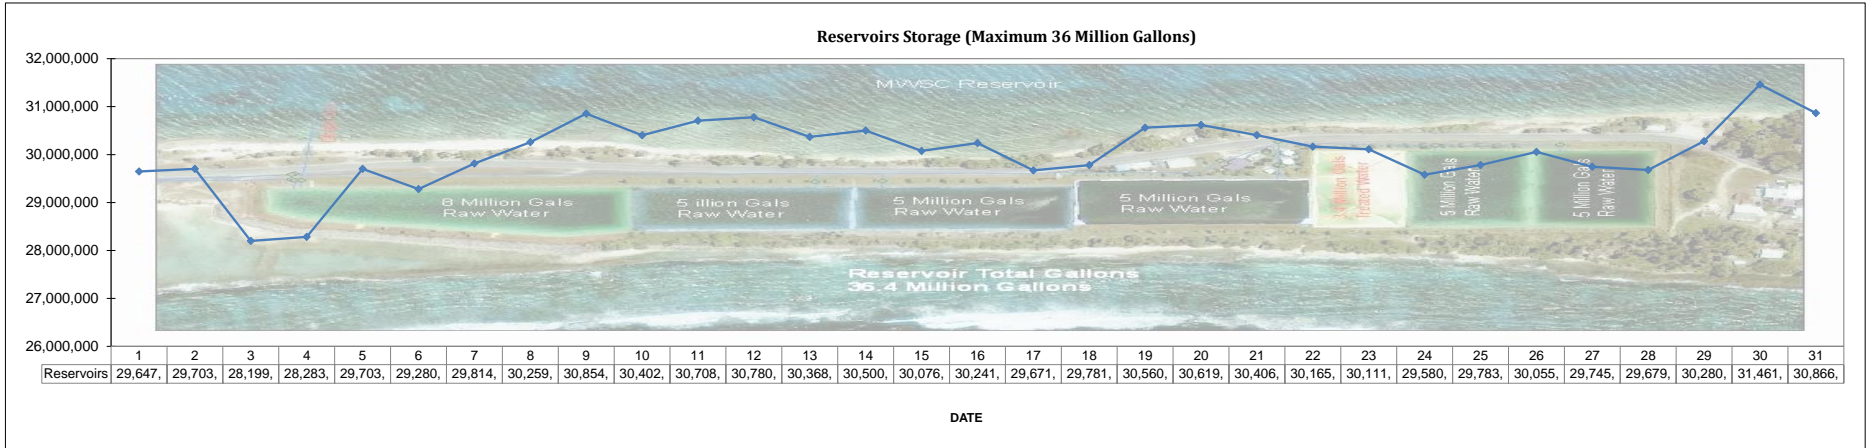 Reservoirs Storage (Maximum 36 Million Gallons)
32,000,000
31,000,000
30,000,000
29,000,000
28,000,000
27,000,000
26,000,000
MWSC Reservoir
8 Million Gals
Raw Water
5 illion Gals
Raw Water
5 Million Gals
Raw Water
5 Million Gals
Raw Water
Million Gals
Treated Water
5 Million Gals
Raw Water
5 Million Gals
Raw Water
Reservoir Total Gallons
36.4 Million Gallons
1 2 3 4 5 6 7 8 9 10 11 12 13 14 15 16 17 18 19 20 21 22 23 24 25 26 27 28 29 30 31
Reservoirs 29,647, 29,703, 28,199, 28,283, 29,703, 29,280, 29,814, 30,259, 30,854, 30,402, 30,708, 30,780, 30,368, 30,500, 30,076, 30,241, 29,671, 29,781, 30,560, 30,619, 30,406, 30,165, 30,111, 29,580, 29,783, 30,055, 29,745, 29,679, 30,280, 31,461, 30,866,
DATE